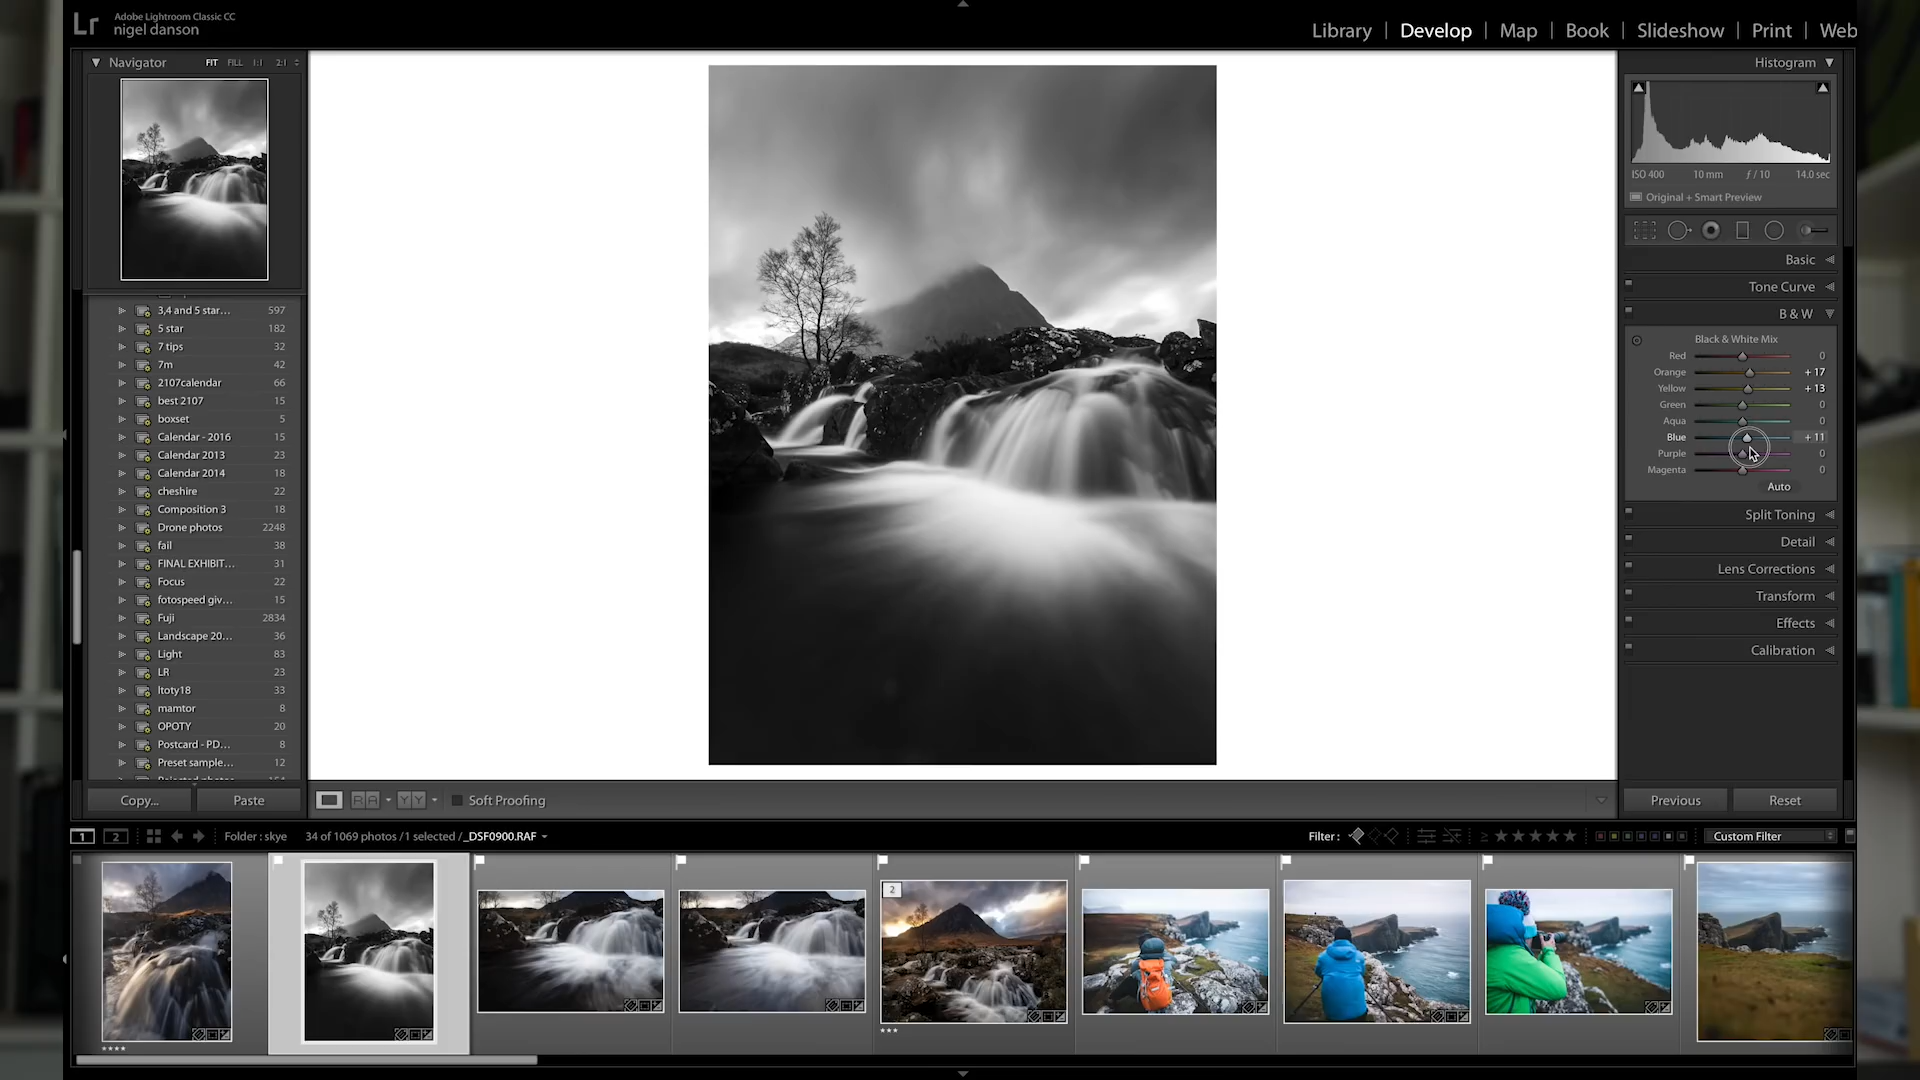 Lr
Adobe Lightroom Classic CC
nigel danson
Library | Develop | Map | Book | Slideshow | Print | Web
Navigator FIT FILL 1:1 2:1
3,4 and 5 star... 597
5 star 182
7 tips 32
7m 42
2107calendar 66
best 2107 15
boxset 5
Calendar - 2016 15
Calendar 2013 23
Calendar 2014 18
cheshire 22
Composition 3 18
Drone photos 2248
fail 38
FINAL EXHIBIT... 31
Focus 22
fotospeed giv... 15
Fuji 2834
Landscape 20... 36
Light 83
LR 23
ltoty18 33
mamtor 8
OPOTY 20
Postcard - PD... 8
Preset sample... 12
Copy... Paste
Soft Proofing
Histogram
ISO 400 10 mm f / 10 14.0 sec
Original + Smart Preview
Basic
Tone Curve
B & W
Black & White Mix
Red 0
Orange + 17
Yellow + 13
Green 0
Aqua 0
Blue + 11
Purple 0
Magenta 0
Auto
Split Toning
Detail
Lens Corrections
Transform
Effects
Calibration
Previous Reset
1 2 Folder : skye 34 of 1069 photos / 1 selected / _DSF0900.RAF
Filter : Custom Filter
2